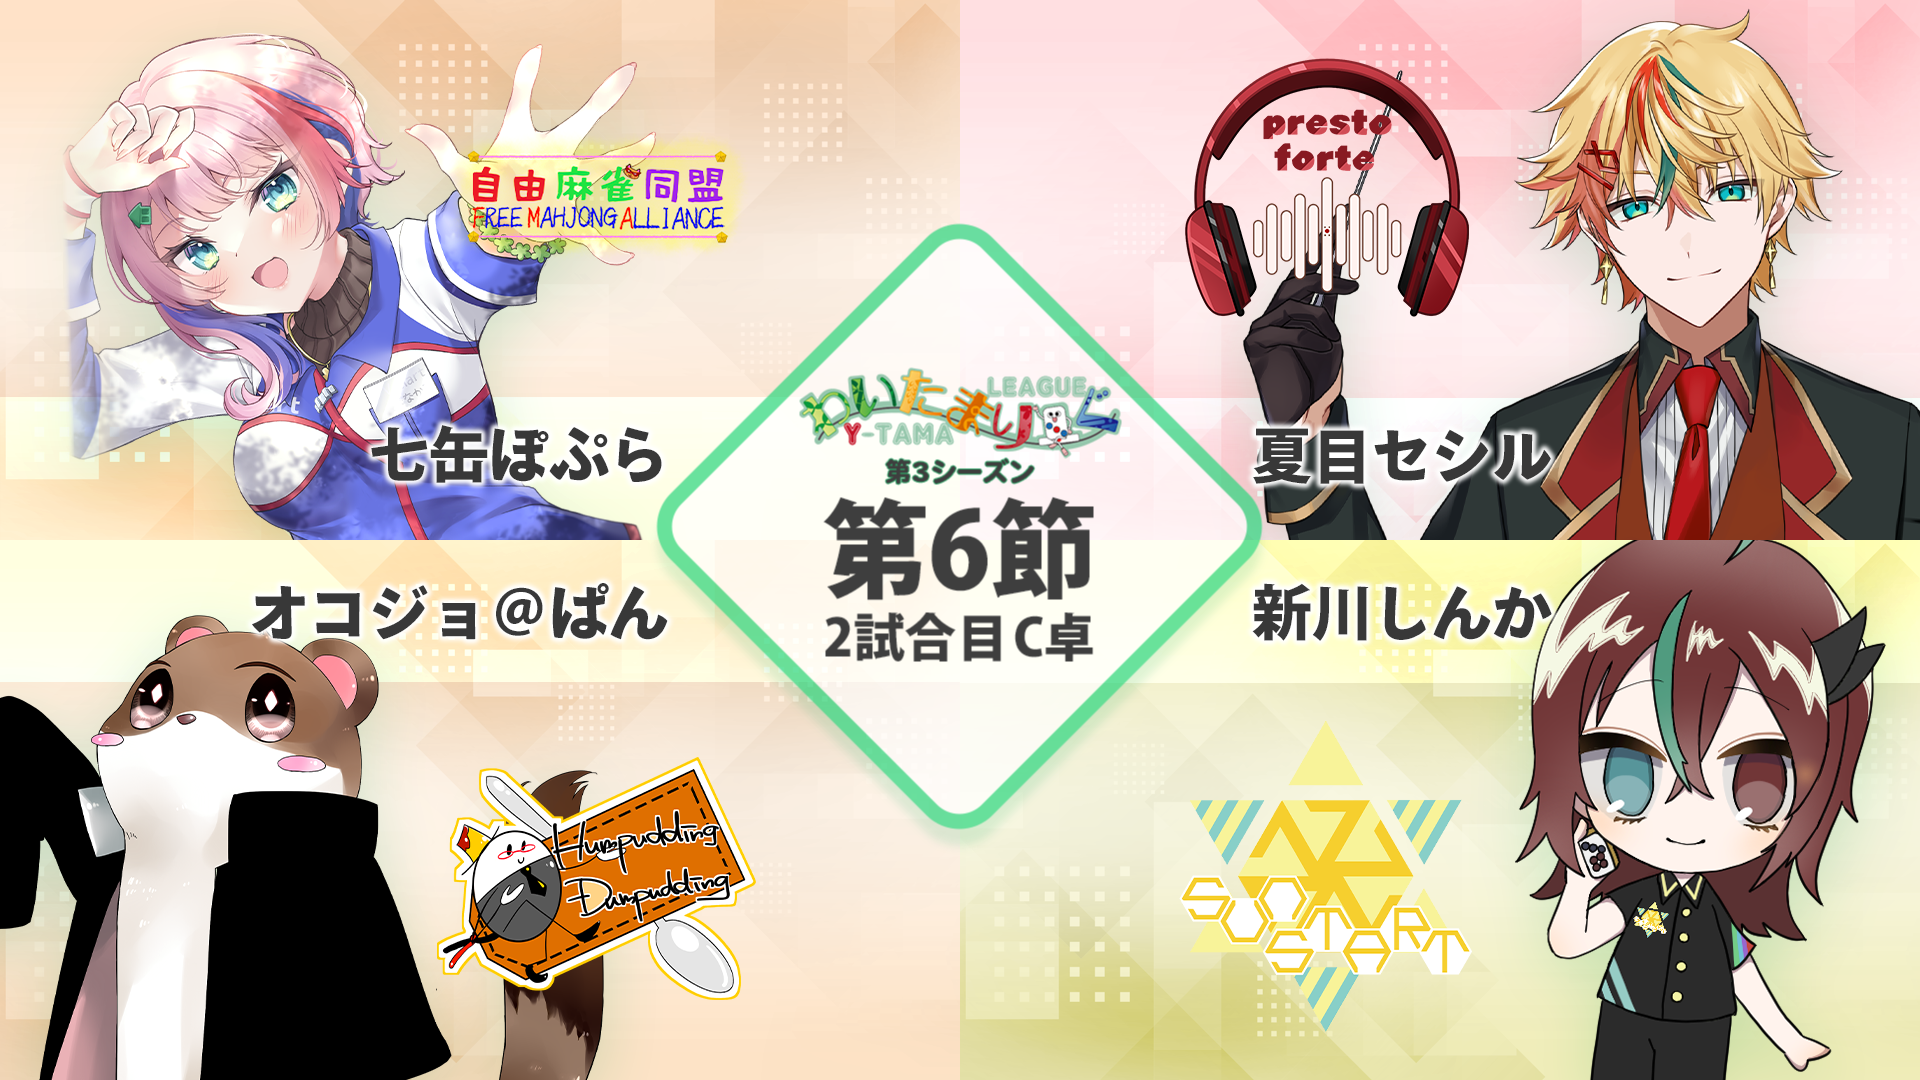 自由麻雀同盟
FREE MAHJONG ALLIANCE
七缶ぽぷら
presto
forte
夏目セシル
わいたまりーぐ
LEAGUE
Y-TAMA
第3シーズン
第6節
2試合目 C卓
オコジョ＠ぱん
Humpudding
Dumpudding
新川しんか
SUN
START